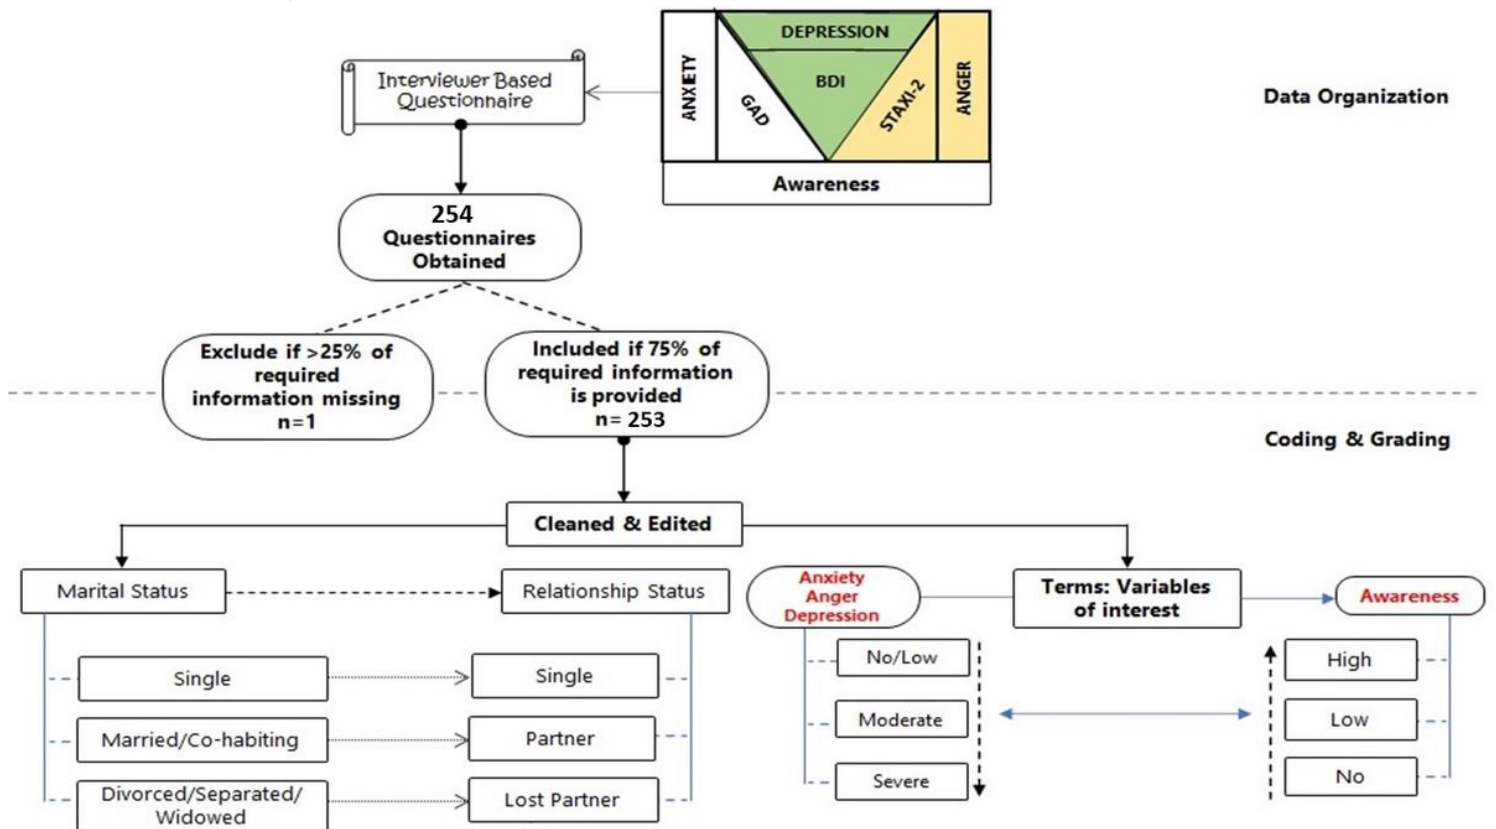 DEPRESSION
BDI
ANXIETY
GAD
STAXI-2
ANGER
Awareness
Data Organization
Interviewer Based
Questionnaire
254
Questionnaires
Obtained
Exclude if >25% of
required
information missing
n=1
Included if 75% of
required information
is provided
n= 253
Coding & Grading
Cleaned & Edited
Marital Status
Relationship Status
Anxiety
Anger
Depression
Terms: Variables
of interest
Awareness
Single
Single
No/Low
High
Married/Co-habiting
Partner
Moderate
Low
Divorced/Separated/
Widowed
Lost Partner
Severe
No